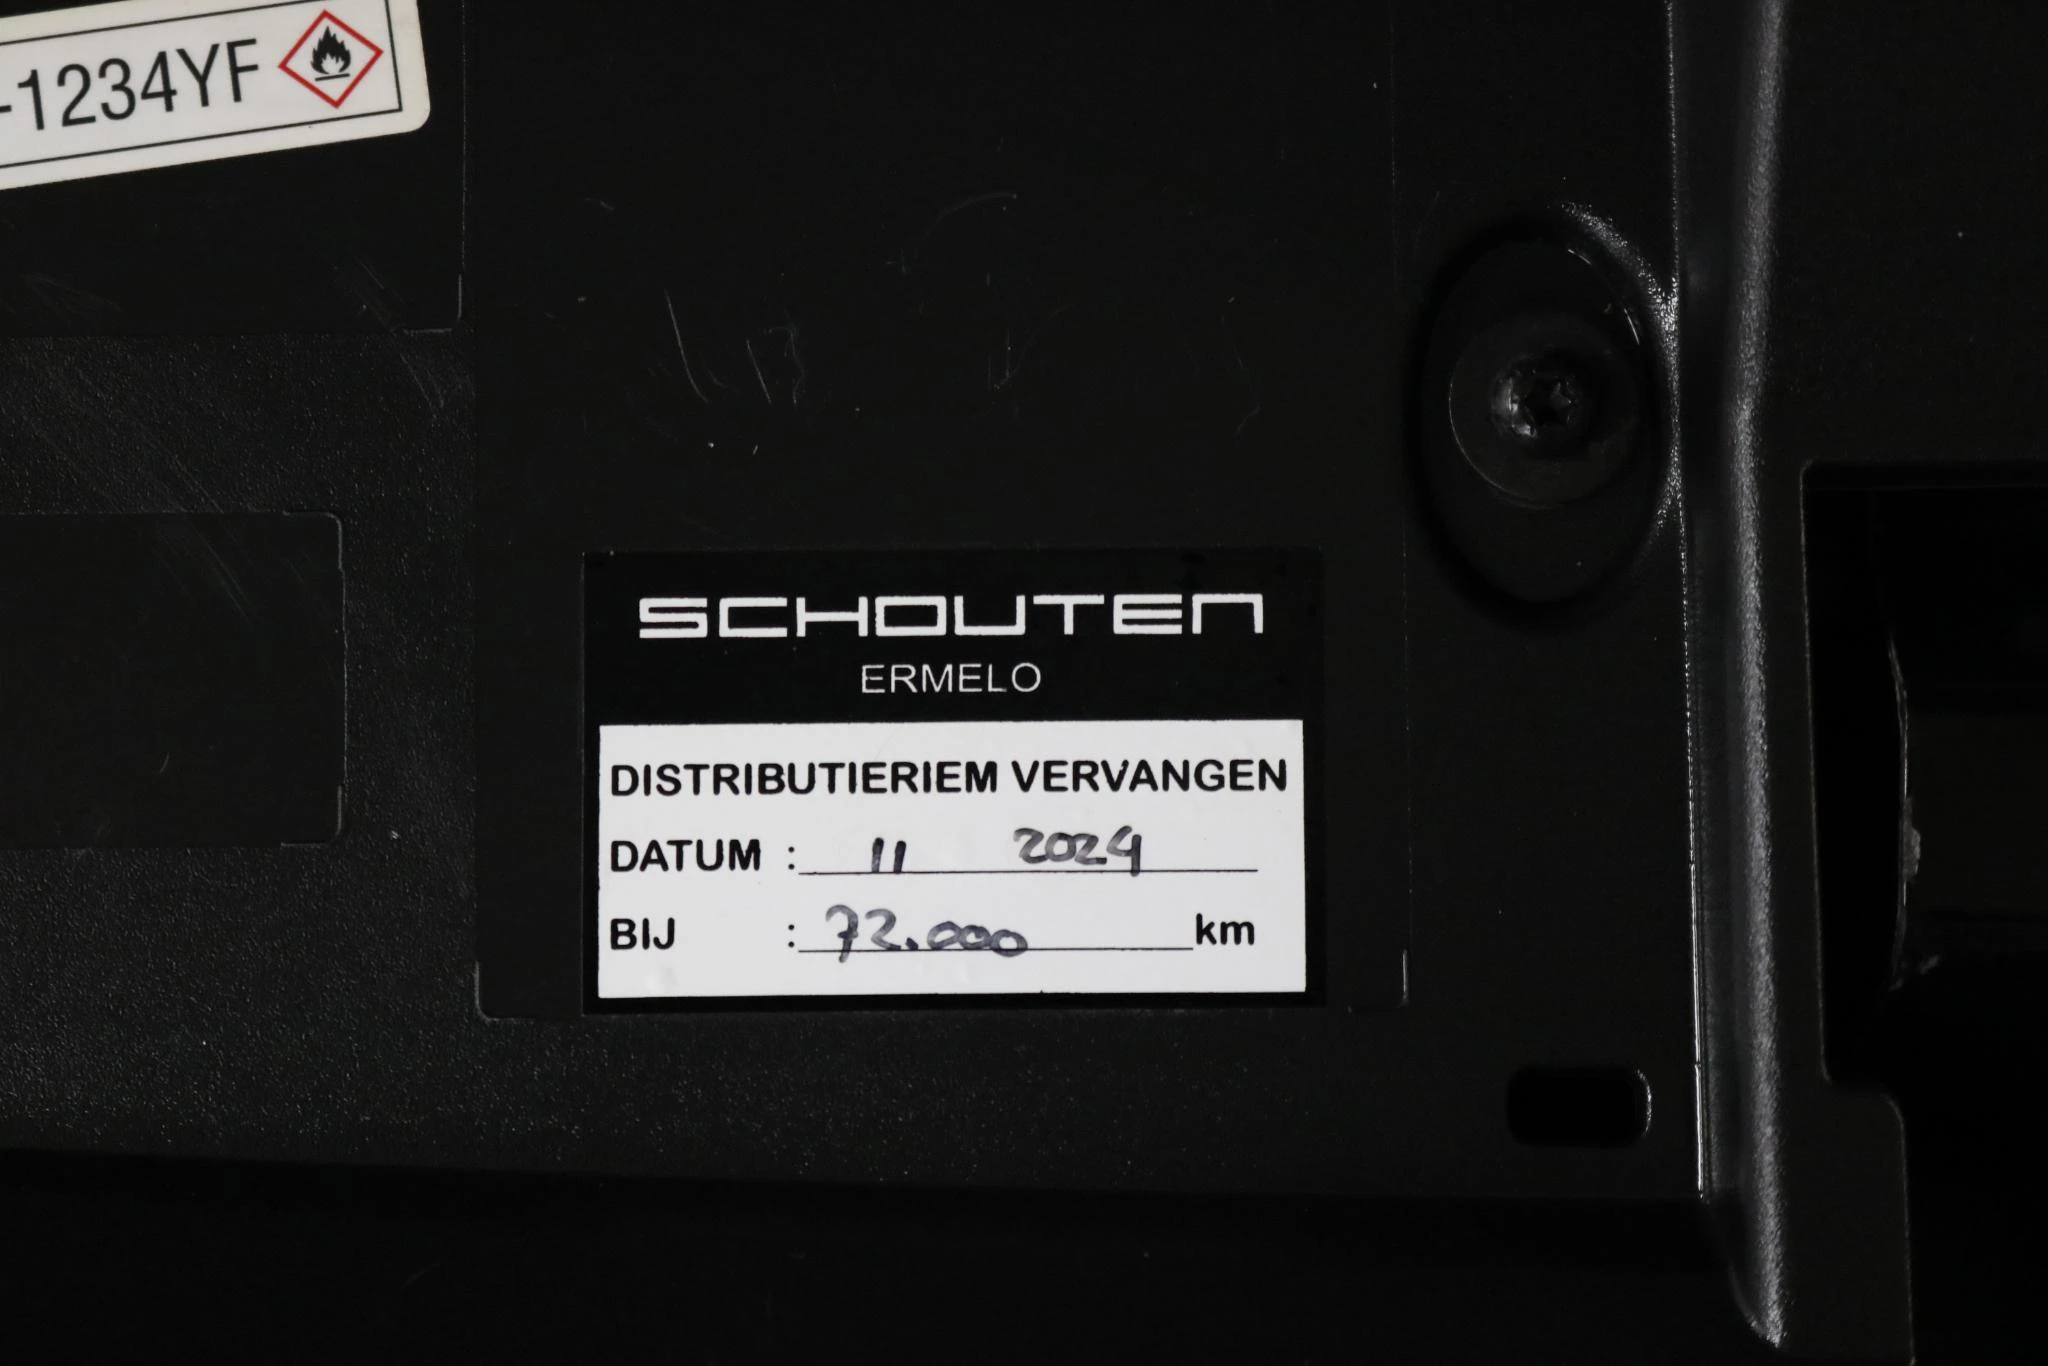 -1234YF
SCHOUTEN
ERMELO
DISTRIBUTIERIEM VERVANGEN
DATUM : 11 2024
BIJ : 72.000 km